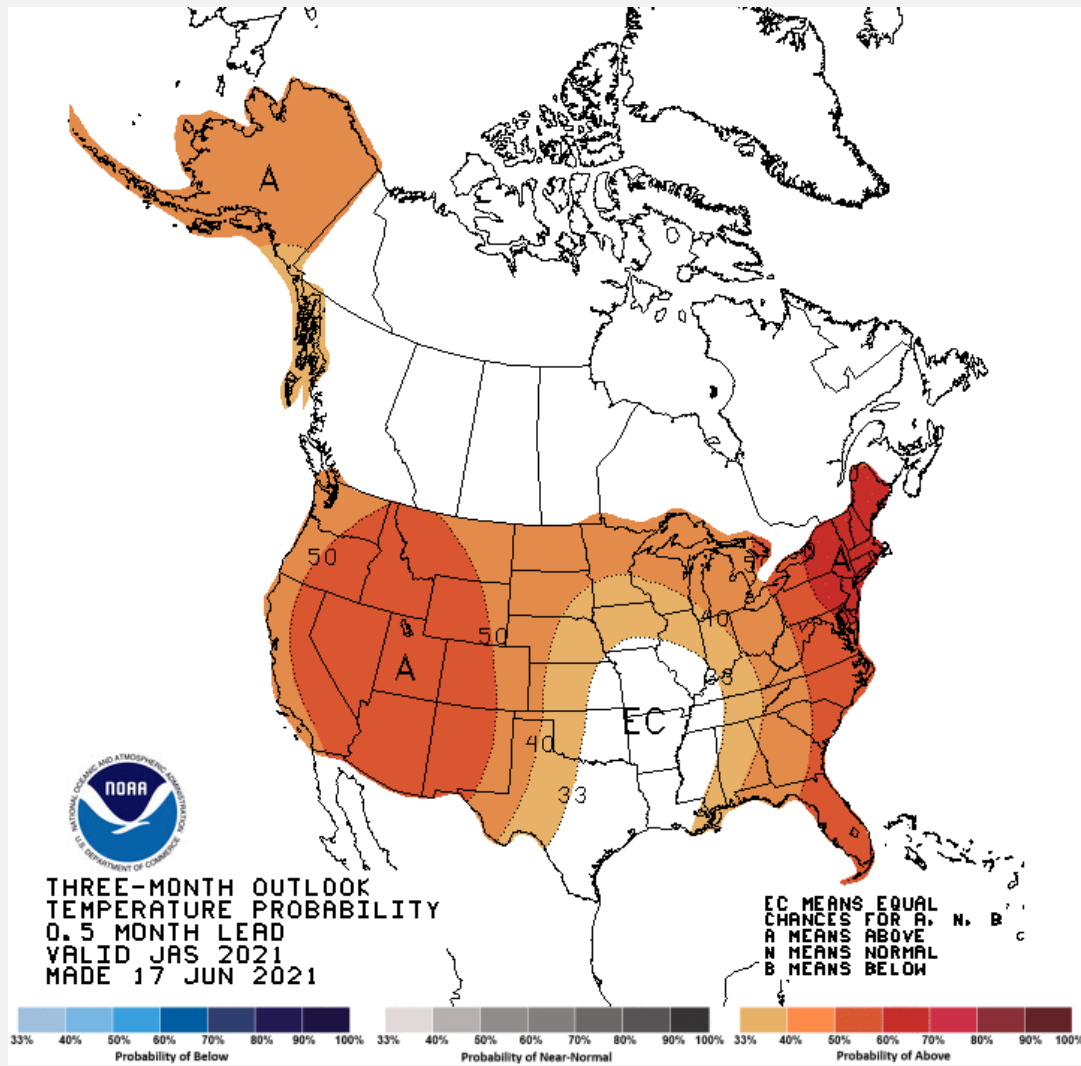 A
50
A
50
A
40
33
EC
40
33
NATIONAL OCEANIC AND ATMOSPHERIC ADMINISTRATION
NOAA
U.S. DEPARTMENT OF COMMERCE
THREE-MONTH OUTLOOK
TEMPERATURE PROBABILITY
0.5 MONTH LEAD
VALID JAS 2021
MADE 17 JUN 2021
EC MEANS EQUAL
CHANCES FOR A, N, B
A MEANS ABOVE
N MEANS NORMAL
B MEANS BELOW
33% 40% 50% 60% 70% 80% 90% 100%
Probability of Below
33% 40% 50% 60% 70% 80% 90% 100%
Probability of Near-Normal
33% 40% 50% 60% 70% 80% 90% 100%
Probability of Above